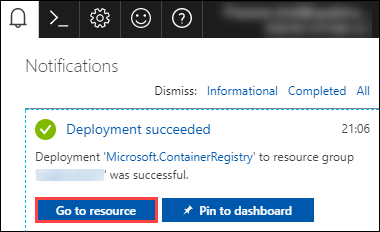 Notifications
Dismiss: Informational Completed All
Deployment succeeded 21:06
Deployment 'Microsoft.ContainerRegistry' to resource group
' was successful.
Go to resource Pin to dashboard